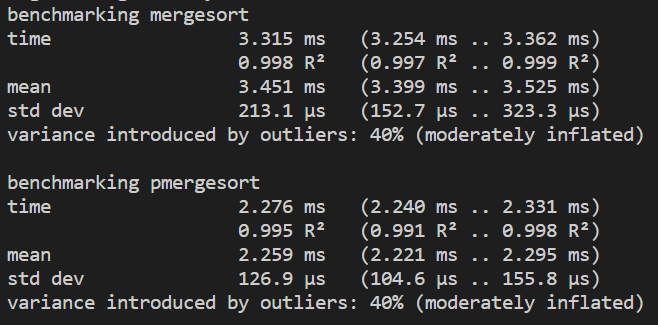 benchmarking mergesort
time                 3.315 ms   (3.254 ms .. 3.362 ms)
                     0.998 R²   (0.997 R² .. 0.999 R²)
mean                 3.451 ms   (3.399 ms .. 3.525 ms)
std dev              213.1 μs   (152.7 μs .. 323.3 μs)
variance introduced by outliers: 40% (moderately inflated)

benchmarking pmergesort
time                 2.276 ms   (2.240 ms .. 2.331 ms)
                     0.995 R²   (0.991 R² .. 0.998 R²)
mean                 2.259 ms   (2.221 ms .. 2.295 ms)
std dev              126.9 μs   (104.6 μs .. 155.8 μs)
variance introduced by outliers: 40% (moderately inflated)